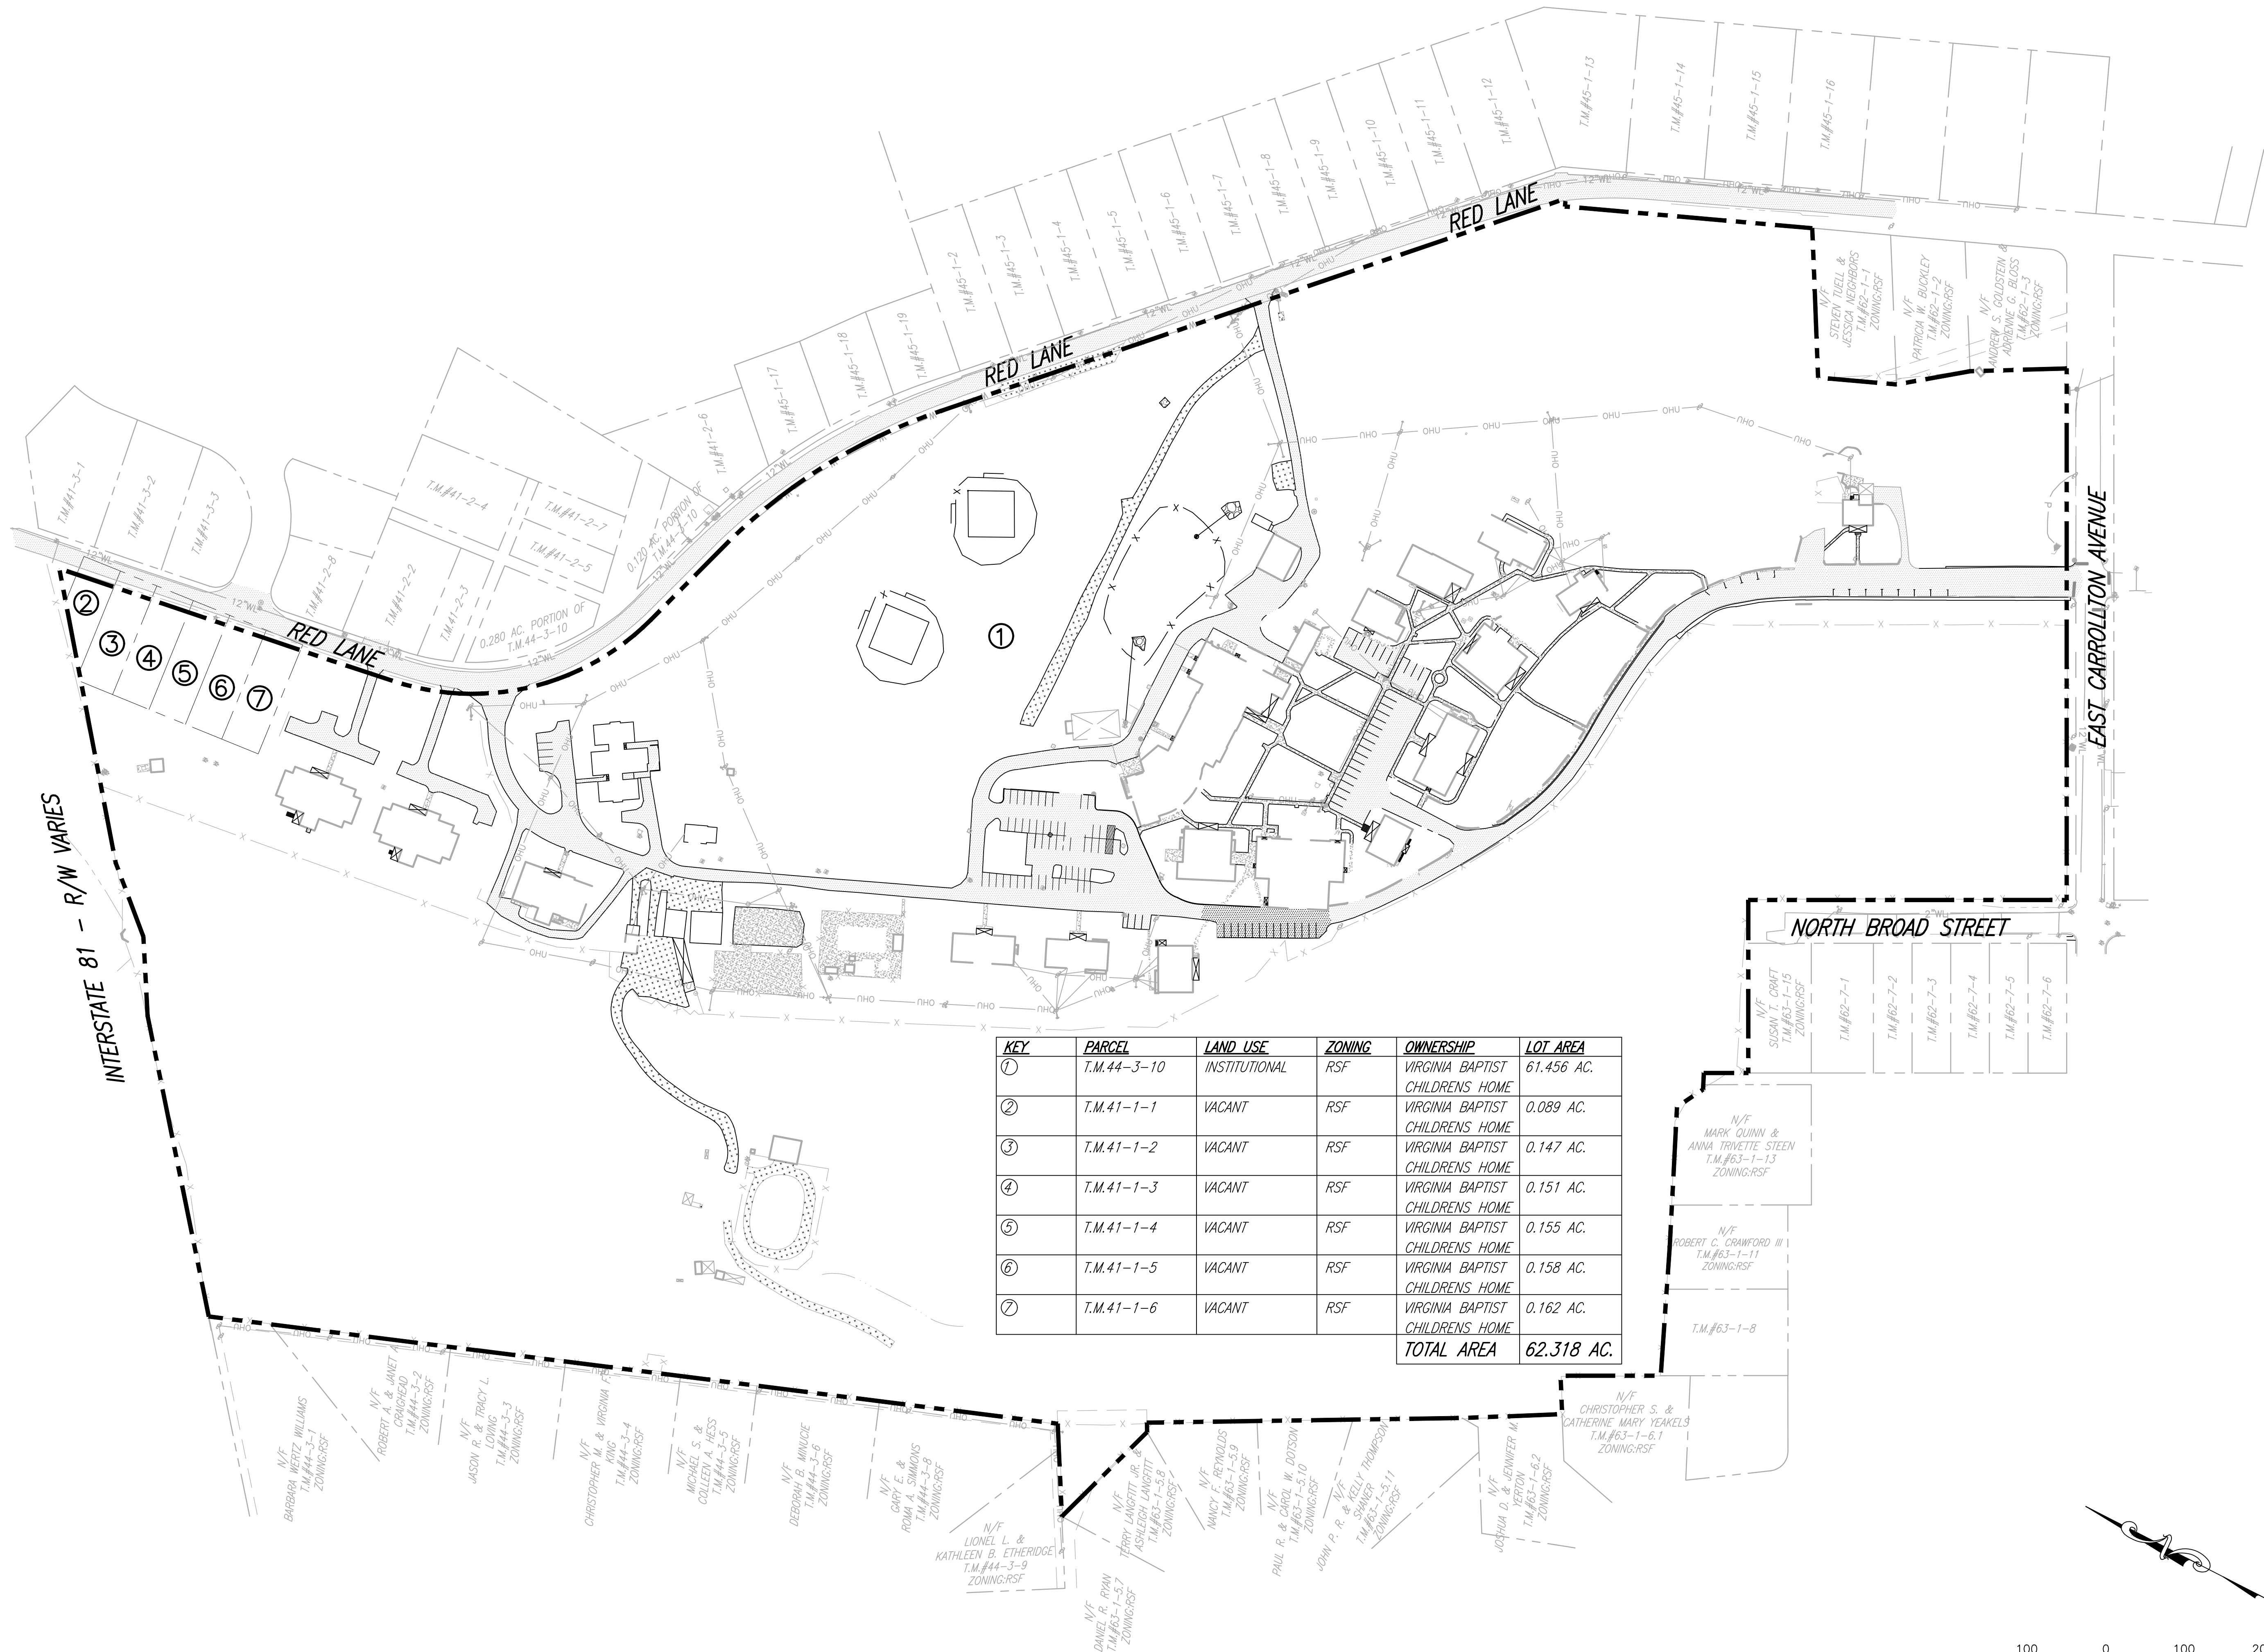 T.M.#45-1-13
T.M.#45-1-14
T.M.#45-1-15
T.M.#45-1-16
T.M.#45-1-12
T.M.#45-1-11
T.M.#45-1-10
T.M.#45-1-9
T.M.#45-1-8
T.M.#45-1-7
T.M.#45-1-6
T.M.#45-1-5
T.M.#45-1-4
T.M.#45-1-3
T.M.#45-1-2
T.M.#45-1-19
T.M.#45-1-18
T.M.#45-1-17
T.M.#41-2-6
RED LANE
RED LANE
RED LANE
12"WL
12"WL
12"WL
12"WL
12"WL
12"WL
12"WL
12"WL
12"WL
OHU
OHU
OHU
OHU
OHU
OHU
N/F
STEVEN TUELL &
JESSICA NEIGHBORS
T.M.#62-1-1
ZONING:RSF
N/F
PATRICIA W. BUCKLEY
T.M.#62-1-2
ZONING:RSF
N/F
ANDREW S. GOLDSTEIN &
ADRIENNE G. BLOSS
T.M.#62-1-3
ZONING:RSF
T.M.#41-3-1
T.M.#41-3-2
T.M.#41-3-3
T.M.#41-2-8
T.M.#41-2-2
T.M.41-2-3
T.M.#41-2-4
T.M.#41-2-7
T.M.#41-2-5
0.120 AC. PORTION OF
T.M.44-3-10
0.280 AC. PORTION OF
T.M.44-3-10
①
②
③
④
⑤
⑥
⑦
EAST CARROLLTON AVENUE
NORTH BROAD STREET
INTERSTATE 81 - R/W VARIES
N/F
SUSAN T. CRAFT
T.M.#63-1-15
ZONING:RSF
T.M.#62-7-1
T.M.#62-7-2
T.M.#62-7-3
T.M.#62-7-4
T.M.#62-7-5
T.M.#62-7-6
KEY PARCEL LAND USE ZONING OWNERSHIP LOT AREA
① T.M.44-3-10 INSTITUTIONAL RSF VIRGINIA BAPTIST 61.456 AC.
CHILDRENS HOME
② T.M.41-1-1 VACANT RSF VIRGINIA BAPTIST 0.089 AC.
CHILDRENS HOME
③ T.M.41-1-2 VACANT RSF VIRGINIA BAPTIST 0.147 AC.
CHILDRENS HOME
④ T.M.41-1-3 VACANT RSF VIRGINIA BAPTIST 0.151 AC.
CHILDRENS HOME
⑤ T.M.41-1-4 VACANT RSF VIRGINIA BAPTIST 0.155 AC.
CHILDRENS HOME
⑥ T.M.41-1-5 VACANT RSF VIRGINIA BAPTIST 0.158 AC.
CHILDRENS HOME
⑦ T.M.41-1-6 VACANT RSF VIRGINIA BAPTIST 0.162 AC.
CHILDRENS HOME
TOTAL AREA 62.318 AC.
N/F
MARK QUINN &
ANNA TRIVETTE STEEN
T.M.#63-1-13
ZONING:RSF
N/F
ROBERT C. CRAWFORD III
T.M.#63-1-11
ZONING:RSF
T.M.#63-1-8
N/F
CHRISTOPHER S. &
CATHERINE MARY YEAKELS
T.M.#63-1-6.1
ZONING:RSF
N/F
BARBARA WERTZ WILLIAMS
T.M.#44-3-1
ZONING:RSF
N/F
ROBERT A. & JANET A.
CRAIGHEAD
T.M.#44-3-2
ZONING:RSF
N/F
JASON R. & TRACY L.
LOVING
T.M.#44-3-3
ZONING:RSF
N/F
CHRISTOPHER M. & VIRGINIA F.
KING
T.M.#44-3-4
ZONING:RSF
N/F
MICHAEL S. &
COLLEEN A. HESS
T.M.#44-3-5
ZONING:RSF
N/F
DEBORAH B. MINUCIE
T.M.#44-3-6
ZONING:RSF
N/F
GARY E. &
ROMA A. SIMMONS
T.M.#44-3-8
ZONING:RSF
N/F
LIONEL L. &
KATHLEEN B. ETHERIDGE
T.M.#44-3-9
ZONING:RSF
N/F
DANIEL R. RYAN
T.M.#63-1-5.7
ZONING:RSF
N/F
TERRY LANGFITT JR. &
ASHLEIGH LANGFITT
T.M.#63-1-5.8
ZONING:RSF
N/F
NANCY F. REYNOLDS
T.M.#63-1-5.9
ZONING:RSF
N/F
PAUL R. & CAROL W. DOTSON
T.M.#63-1-5.10
ZONING:RSF
N/F
JOHN P. R. & KELLY THOMPSON
SHANER
T.M.#63-1-5.11
ZONING:RSF
N/F
JOSHUA D. & JENNIFER M.
YERTON
T.M.#63-1-6.2
ZONING:RSF
100 0 100